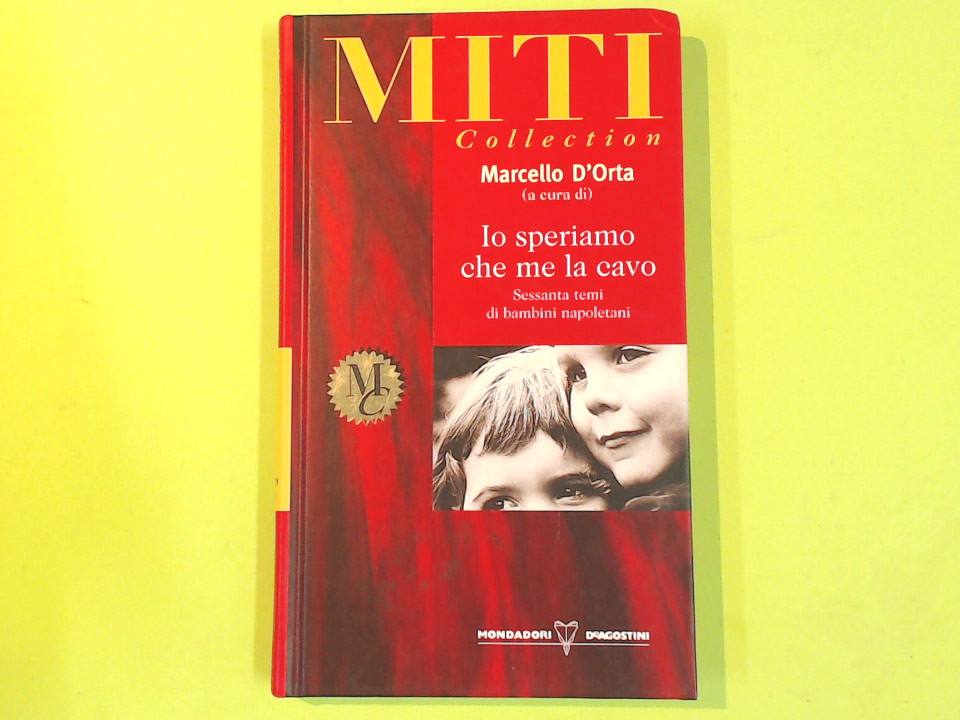 MITI
Collection
Marcello D'Orta
(a cura di)
Io speriamo
che me la cavo
Sessanta temi
di bambini napoletani
MC
MONDADORI DeAGOSTINI